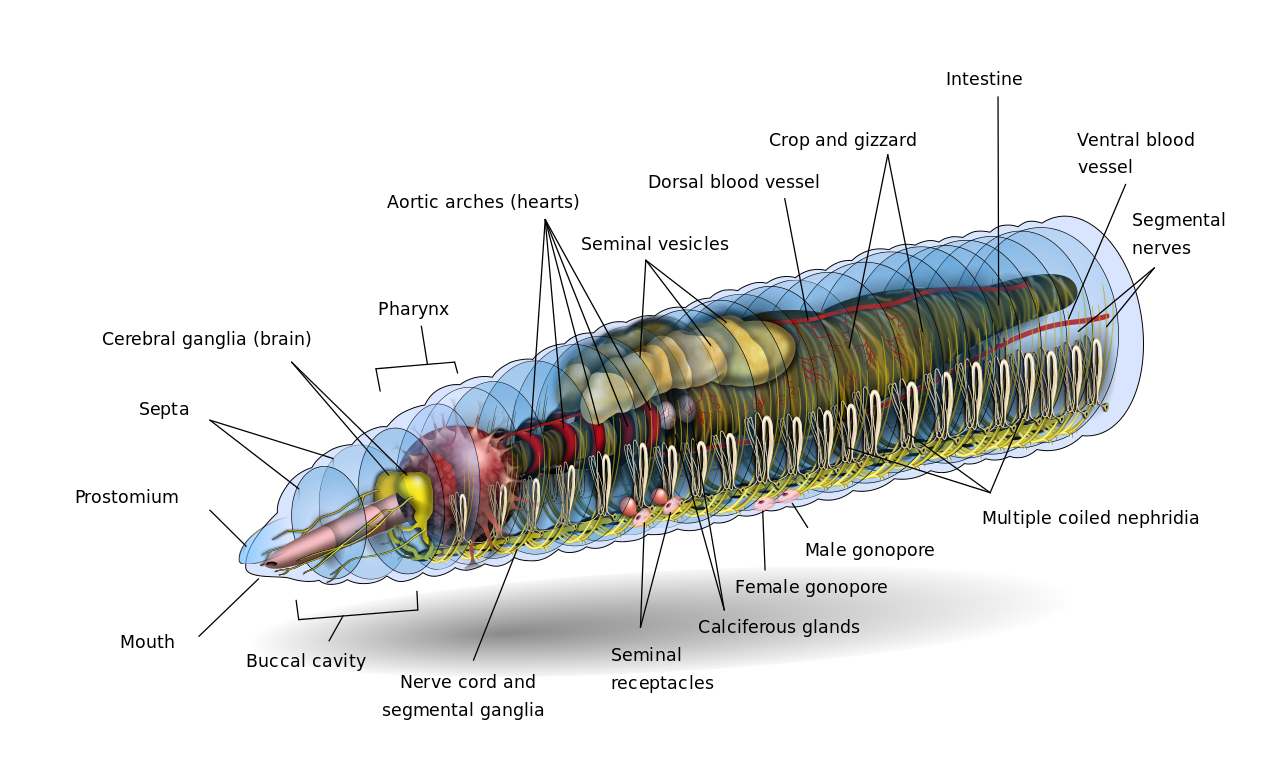 Intestine
Crop and gizzard
Ventral blood
vessel
Dorsal blood vessel
Aortic arches (hearts)
Segmental
nerves
Seminal vesicles
Pharynx
Cerebral ganglia (brain)
Septa
Prostomium
Multiple coiled nephridia
Male gonopore
Female gonopore
Calciferous glands
Mouth
Buccal cavity
Seminal
receptacles
Nerve cord and
segmental ganglia